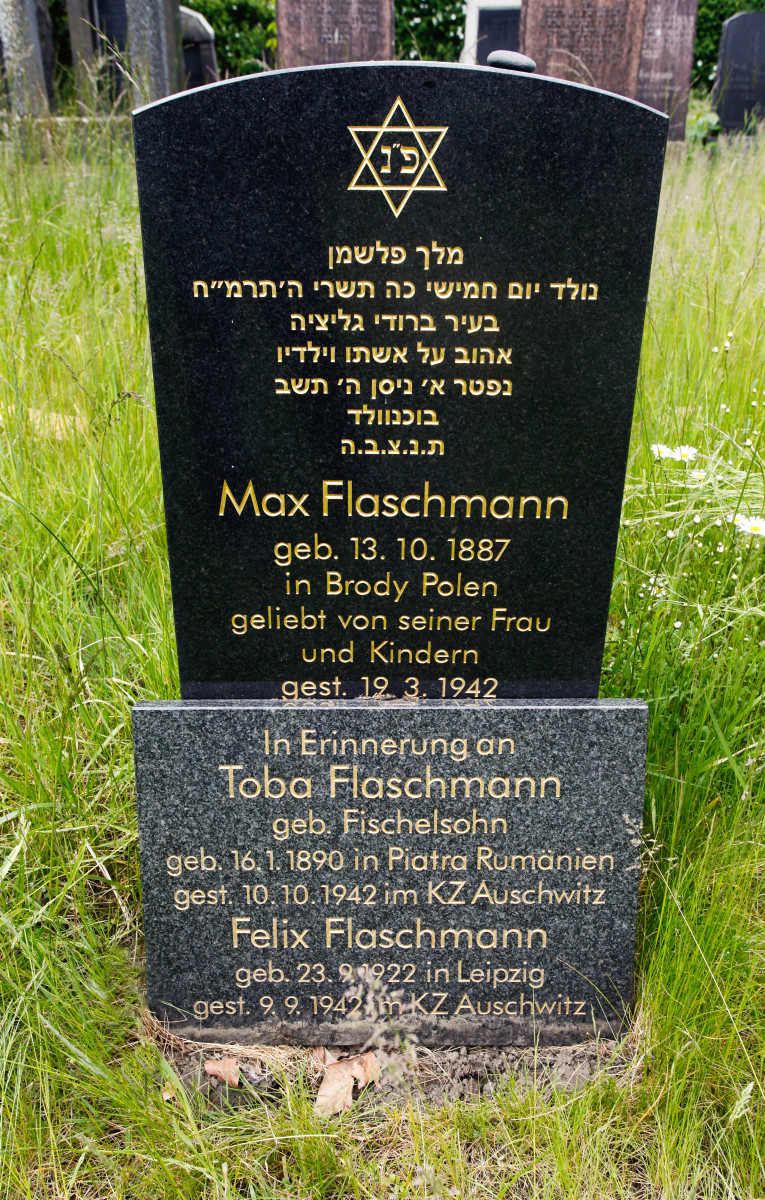 פ״נ
מלך פלשמן
נולד יום חמישי כה תשרי ה׳תרמ״ח
בעיר ברודי גליציה
אהוב על אשתו וילדיו
נפטר א׳ ניסן ה׳ תשב
בוכנוולד
ת.נ.צ.ב.ה
Max Flaschmann
geb. 13. 10. 1887
in Brody Polen
geliebt von seiner Frau
und Kindern
gest. 19. 3. 1942
In Erinnerung an
Toba Flaschmann
geb. Fischelsohn
geb. 16.1.1890 in Piatra Rumänien
gest. 10.10.1942 im KZ Auschwitz
Felix Flaschmann
geb. 23. 9.1922 in Leipzig
gest. 9. 9. 1942 im KZ Auschwitz